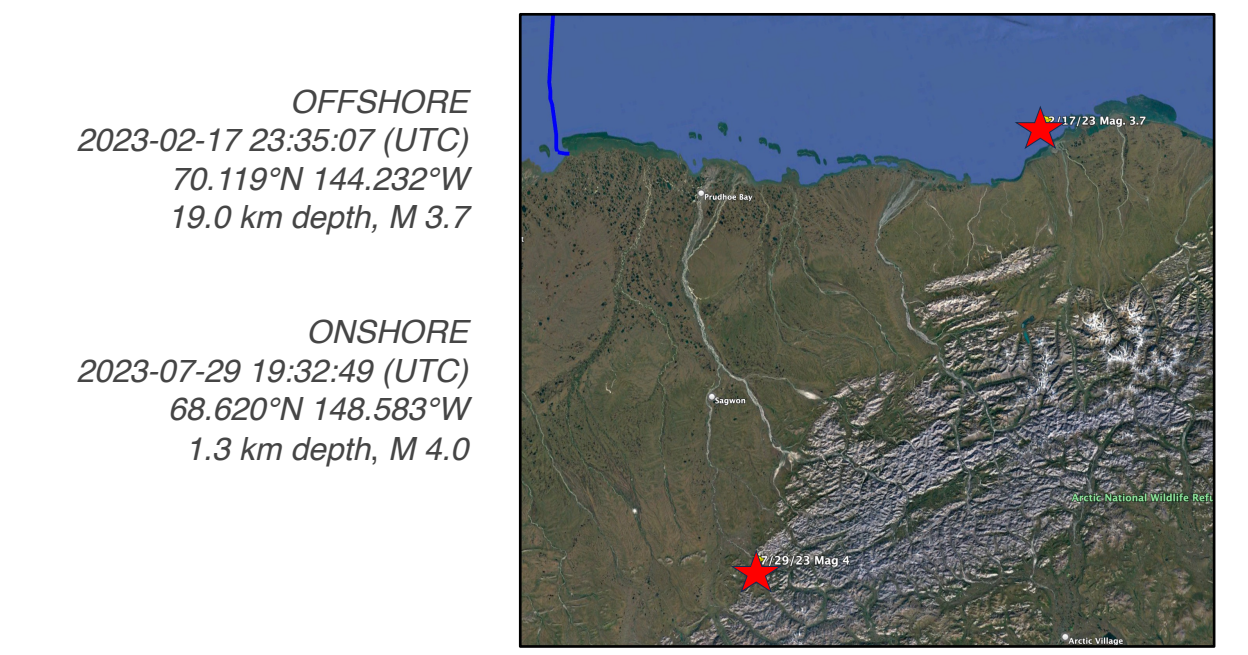 OFFSHORE
2023-02-17 23:35:07 (UTC)
70.119°N 144.232°W
19.0 km depth, M 3.7
ONSHORE
2023-07-29 19:32:49 (UTC)
68.620°N 148.583°W
1.3 km depth, M 4.0
2/17/23 Mag. 3.7
Prudhoe Bay
Sagwon
Arctic National Wildlife Refu
7/29/23 Mag 4
Arctic Village